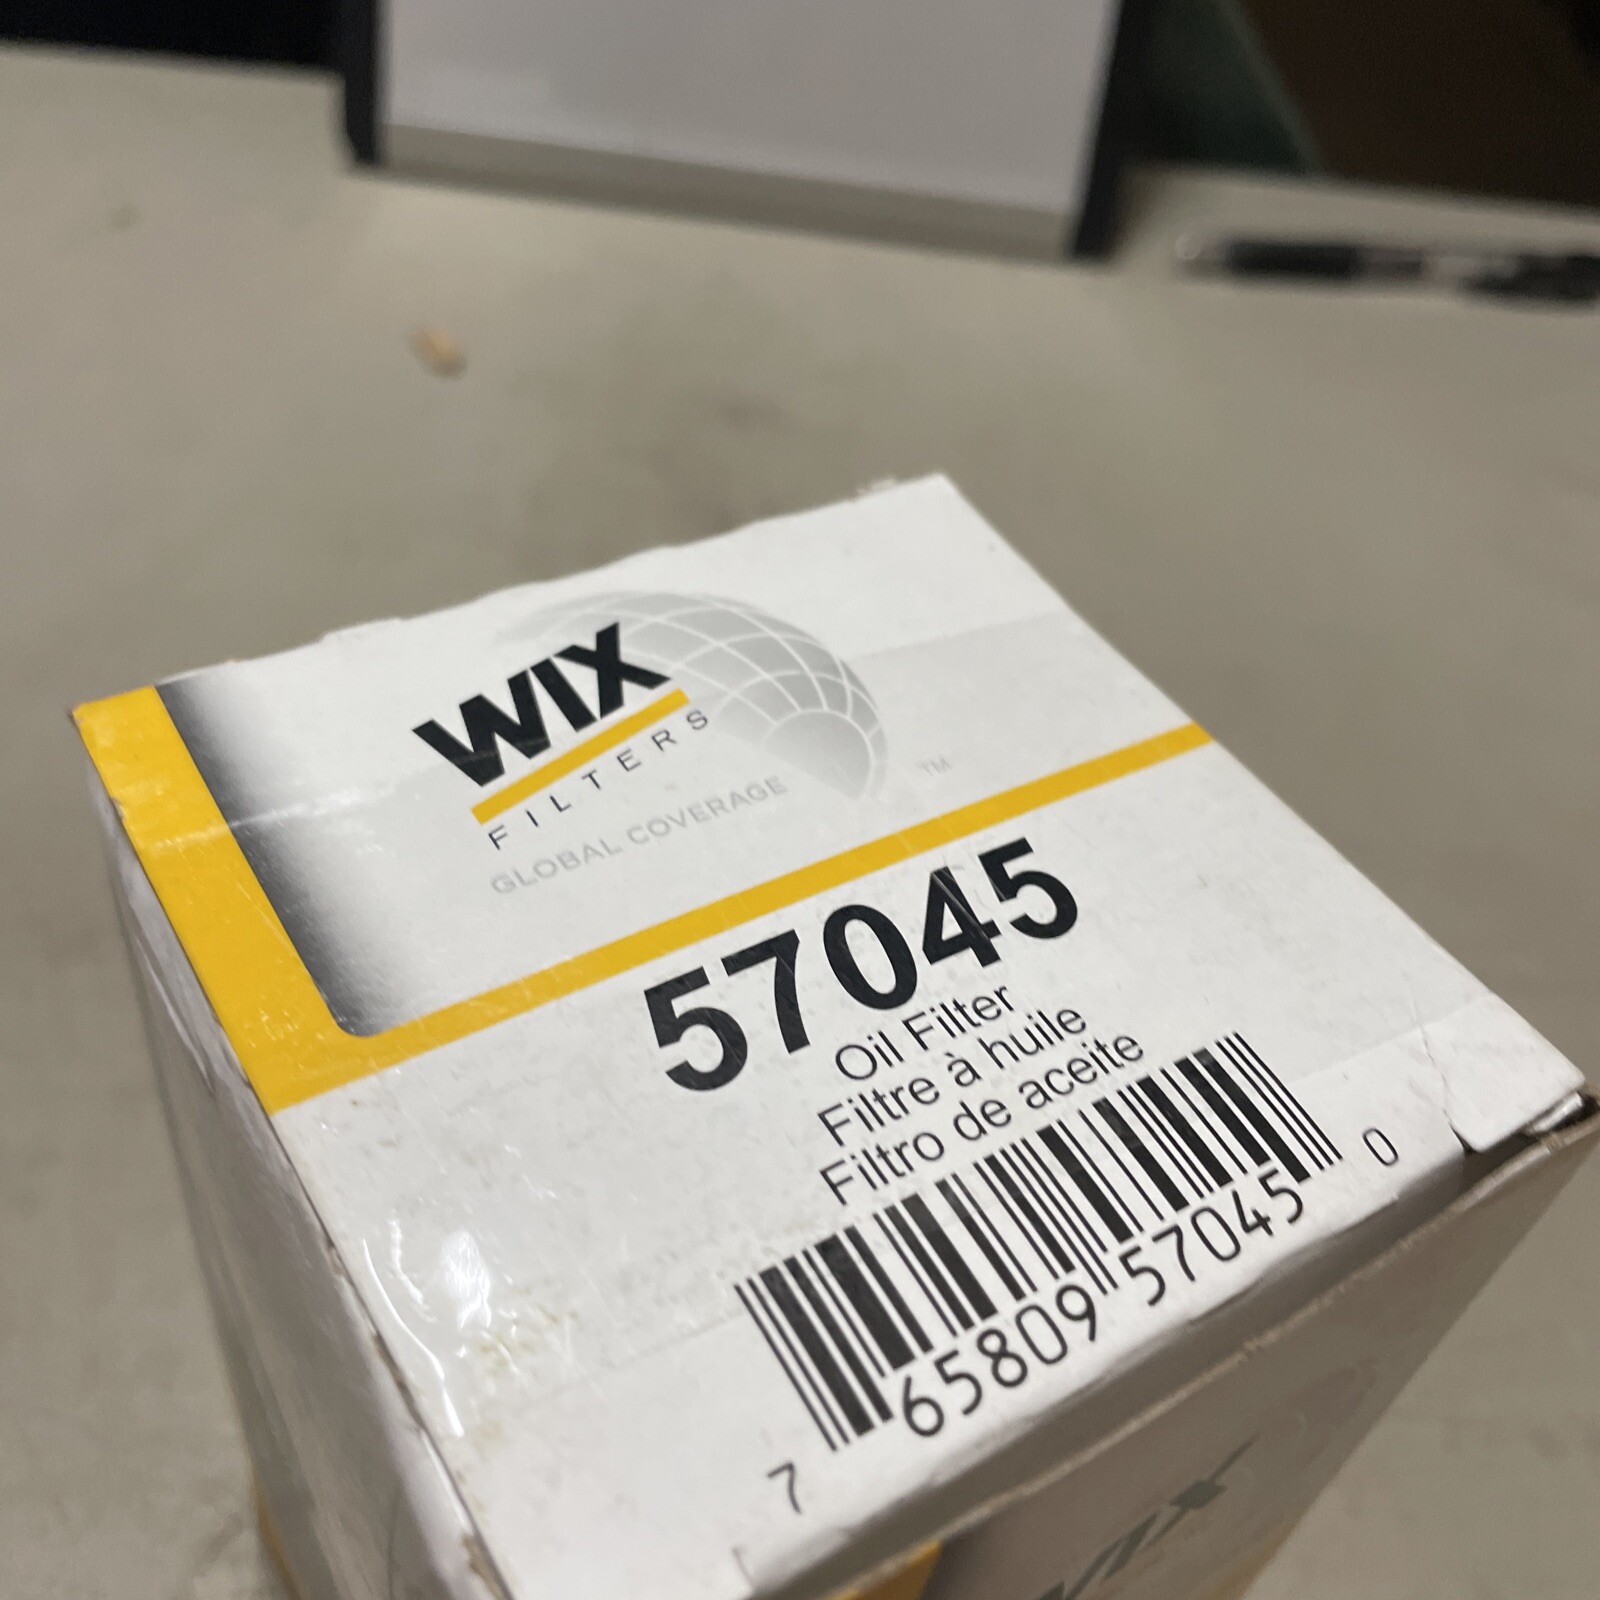 WIX
FILTERS
GLOBAL COVERAGE
TM
57045
Oil Filter
Filtre à huile
Filtro de aceite
7 65809 57045 0